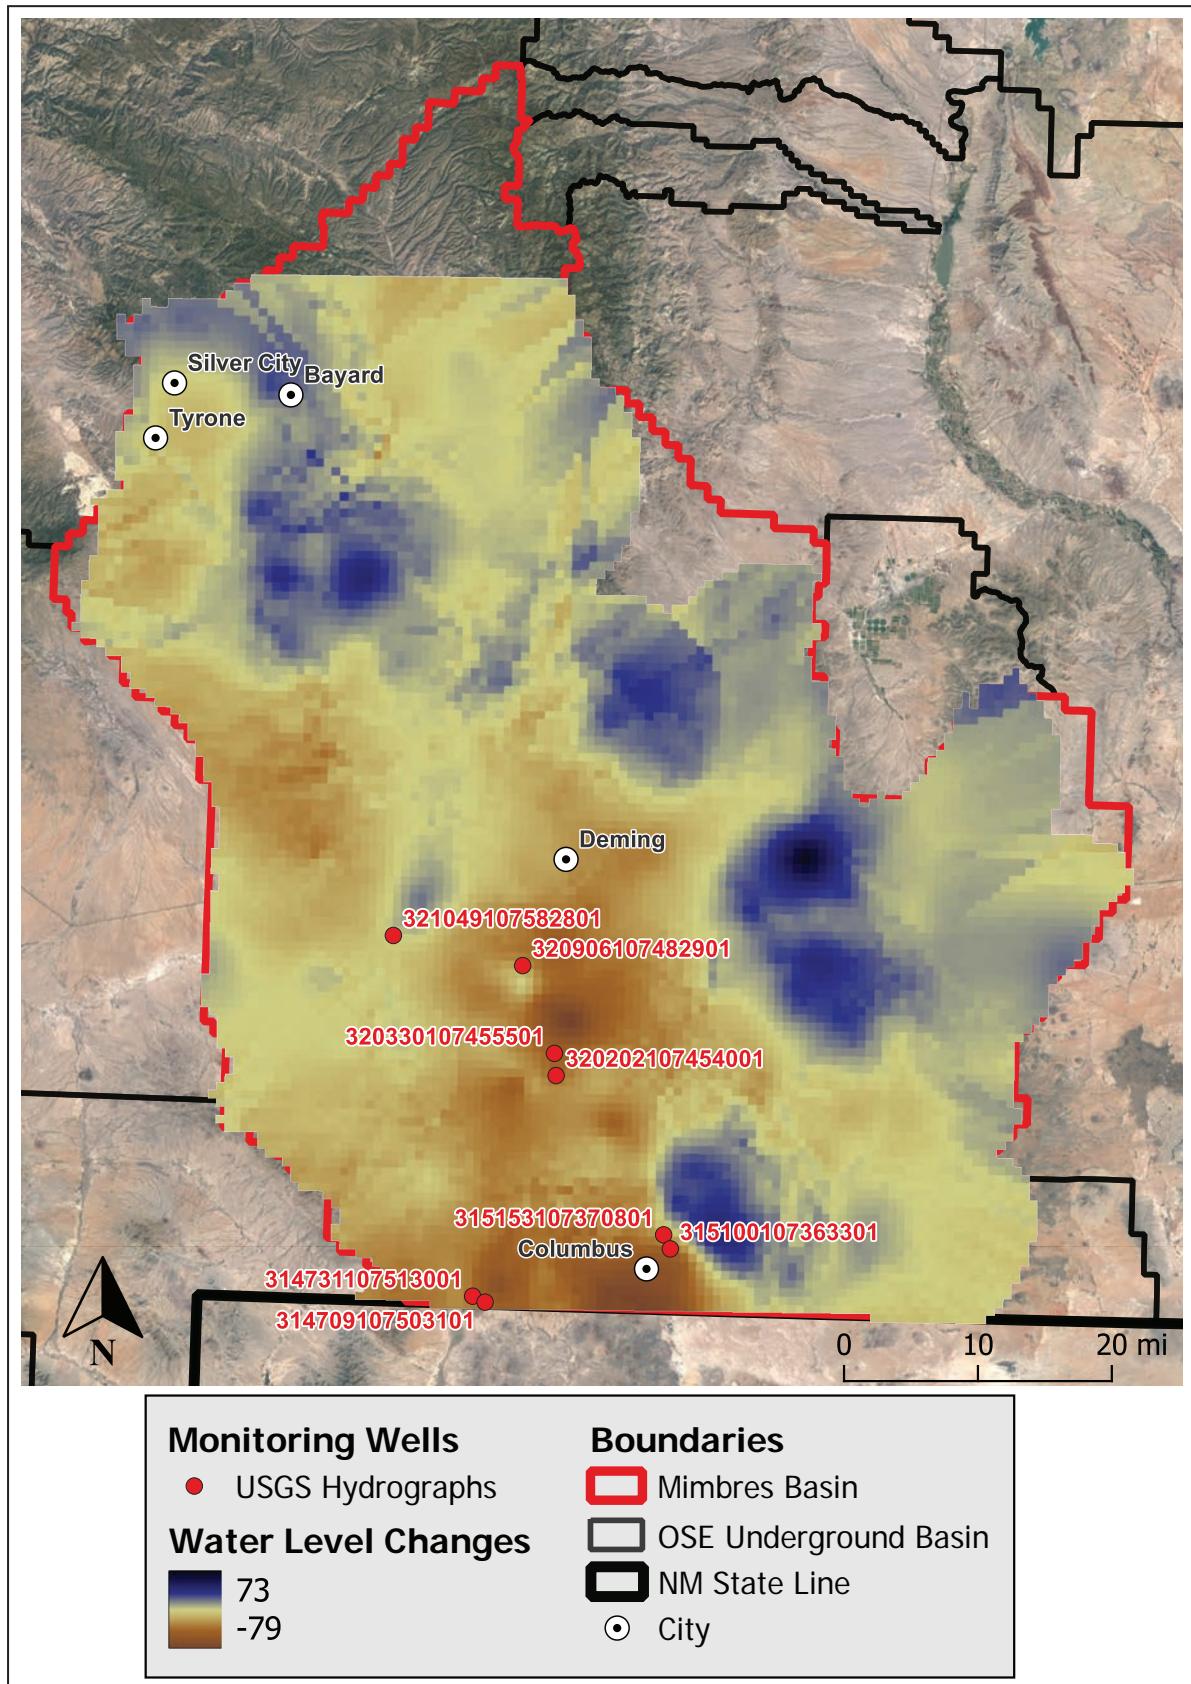 Silver City
Bayard
Tyrone
Deming
321049107582801
320906107482901
320330107455501
320202107454001
315153107370801
315100107363301
Columbus
314731107513001
314709107503101
N
0 10 20 mi
Monitoring Wells
USGS Hydrographs
Water Level Changes
73
-79
Boundaries
Mimbres Basin
OSE Underground Basin
NM State Line
City